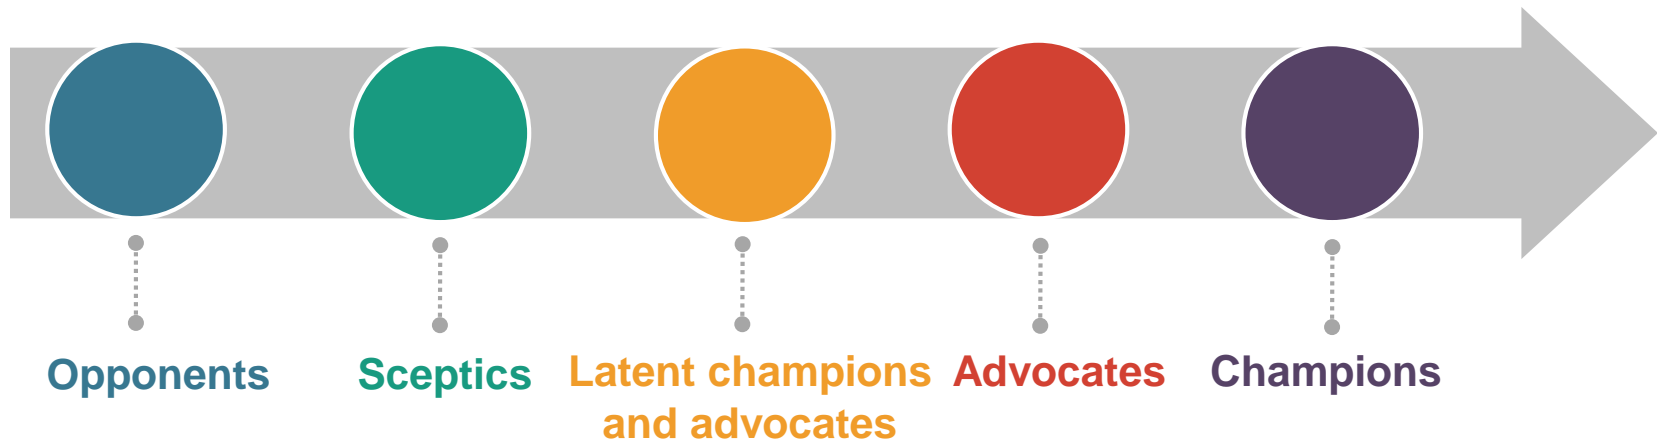 Opponents
Sceptics
Latent champions
and advocates
Advocates
Champions